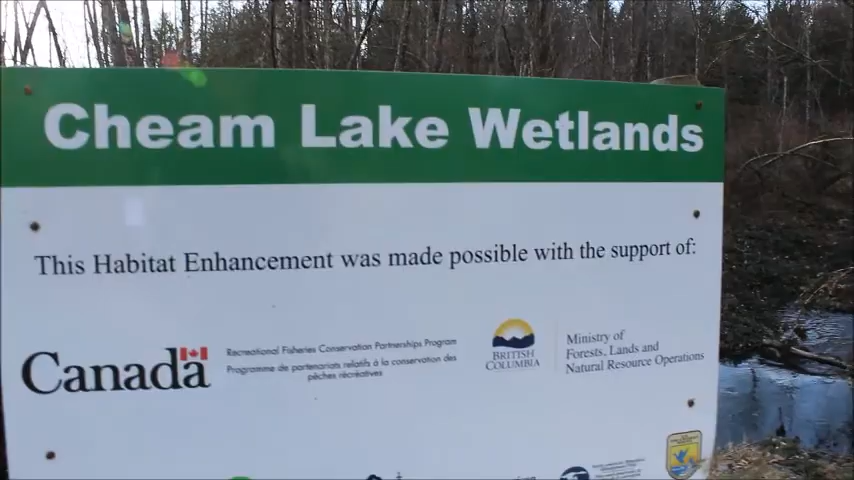 Cheam Lake Wetlands
This Habitat Enhancement was made possible with the support of:
Canada
Recreational Fisheries Conservation Partnerships Program
Programme de partenariats relatifs à la conservation des
pêches récréatives
BRITISH
COLUMBIA
Ministry of
Forests, Lands and
Natural Resource Operations